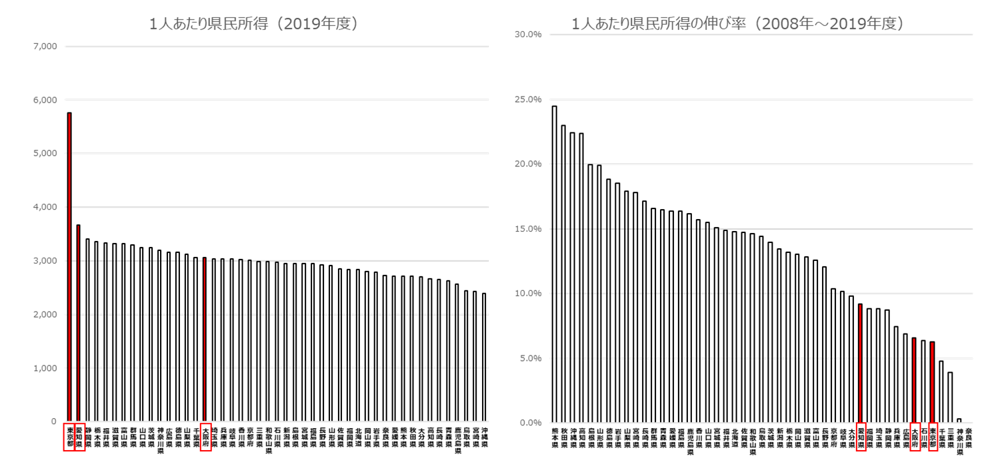 1人あたり県民所得（2019年度）
7,000
6,000
5,000
4,000
3,000
2,000
1,000
0
東京都
愛知県
静岡県
栃木県
福井県
滋賀県
富山県
群馬県
山口県
茨城県
神奈川県
広島県
徳島県
山梨県
千葉県
大阪府
埼玉県
兵庫県
岐阜県
香川県
京都府
三重県
和歌山県
石川県
新潟県
島根県
宮城県
福島県
長野県
山形県
佐賀県
福岡県
北海道
岡山県
岩手県
奈良県
愛媛県
熊本県
秋田県
大分県
高知県
長崎県
青森県
鹿児島県
鳥取県
宮崎県
沖縄県
1人あたり県民所得の伸び率（2008年～2019年度）
30.0%
25.0%
20.0%
15.0%
10.0%
5.0%
0.0%
熊本県
秋田県
沖縄県
高知県
島根県
山形県
徳島県
岩手県
山梨県
宮崎県
長崎県
群馬県
青森県
愛媛県
福島県
鹿児島県
香川県
山口県
宮城県
福井県
北海道
佐賀県
和歌山県
鳥取県
茨城県
新潟県
栃木県
岡山県
滋賀県
富山県
長野県
京都府
岐阜県
大分県
愛知県
福岡県
埼玉県
静岡県
兵庫県
広島県
大阪府
石川県
東京都
千葉県
三重県
神奈川県
奈良県